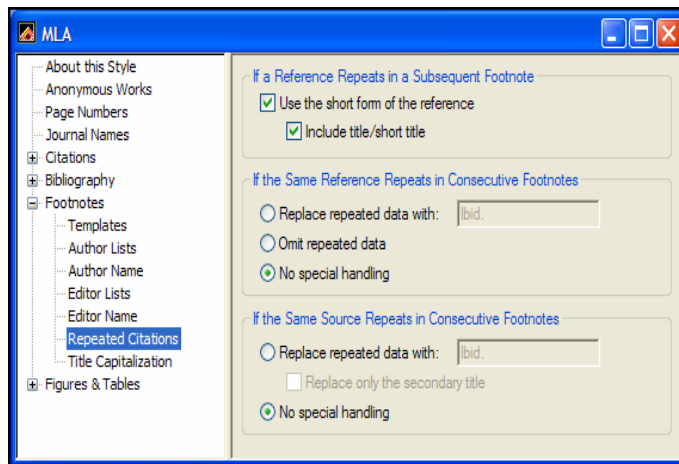 MLA
About this Style
Anonymous Works
Page Numbers
Journal Names
Citations
Bibliography
Footnotes
Templates
Author Lists
Author Name
Editor Lists
Editor Name
Repeated Citations
Title Capitalization
Figures & Tables
If a Reference Repeats in a Subsequent Footnote
Use the short form of the reference
Include title/short title
If the Same Reference Repeats in Consecutive Footnotes
Replace repeated data with: Ibid.
Omit repeated data
No special handling
If the Same Source Repeats in Consecutive Footnotes
Replace repeated data with: Ibid.
Replace only the secondary title
No special handling